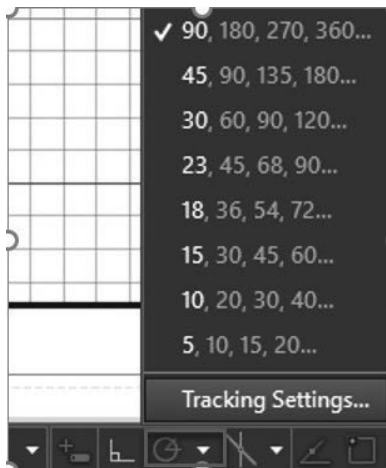 90, 180, 270, 360...
45, 90, 135, 180...
30, 60, 90, 120...
23, 45, 68, 90...
18, 36, 54, 72...
15, 30, 45, 60...
10, 20, 30, 40...
5, 10, 15, 20...
Tracking Settings...